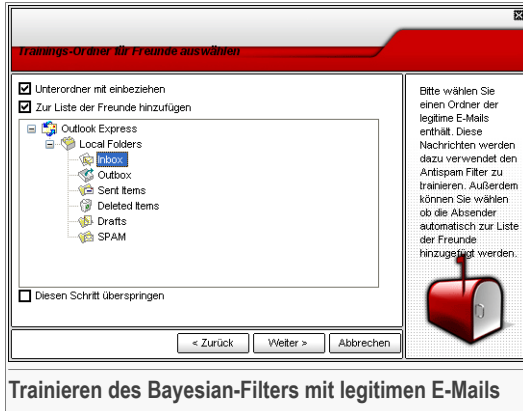 Trainings-Ordner für Freunde auswählen
Unterordner mit einbeziehen
Zur Liste der Freunde hinzufügen
Outlook Express
Local Folders
Inbox
Outbox
Sent Items
Deleted Items
Drafts
SPAM
Diesen Schritt überspringen
< Zurück
Weiter >
Abbrechen
Bitte wählen Sie
einen Ordner der
legitime E-Mails
enthält. Diese
Nachrichten werden
dazu verwendet den
Antispam Filter zu
trainieren. Außerdem
können Sie wählen
ob die Absender
automatisch zur Liste
der Freunde
hinzugefügt werden.
Trainieren des Bayesian-Filters mit legitimen E-Mails